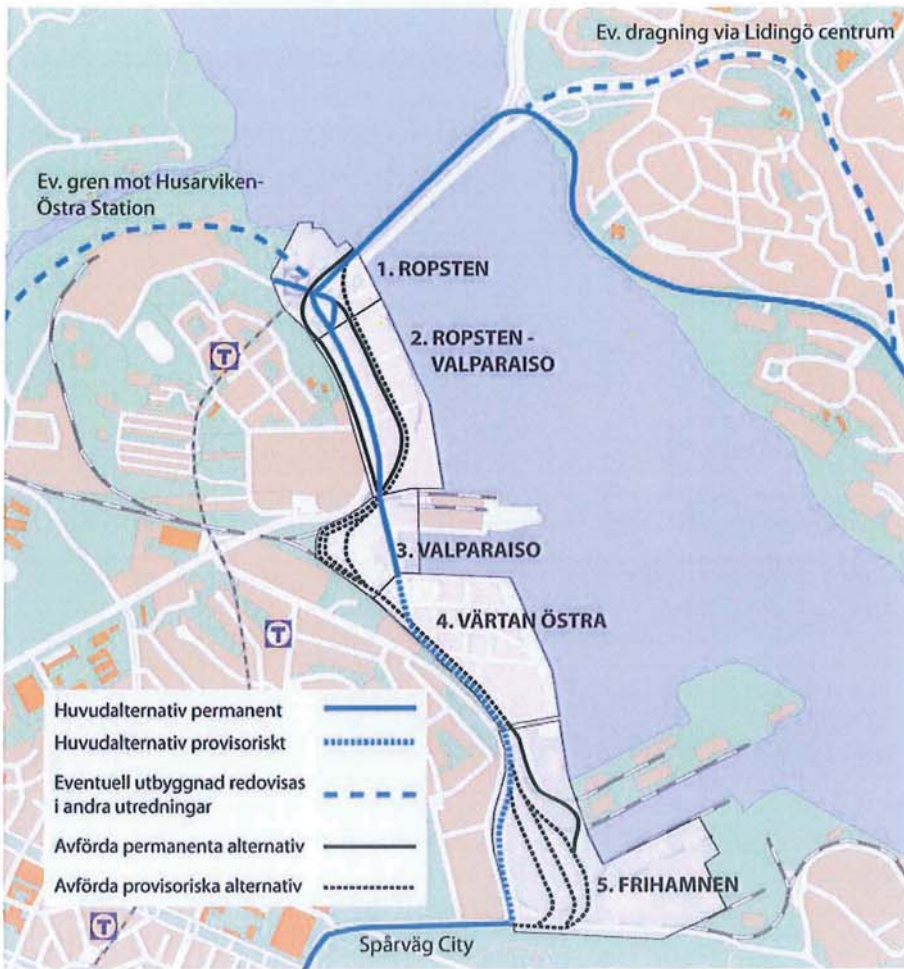 Ev. dragning via Lidingö centrum
Ev. gren mot Husarviken-
Östra Station
1. ROPSTEN
2. ROPSTEN -
VALPARAISO
T
3. VALPARAISO
4. VÄRTAN ÖSTRA
T
Huvudalternativ permanent
Huvudalternativ provisoriskt
Eventuell utbyggnad redovisas
i andra utredningar
Avförda permanenta alternativ
Avförda provisoriska alternativ
5. FRIHAMNEN
T
Spårväg City